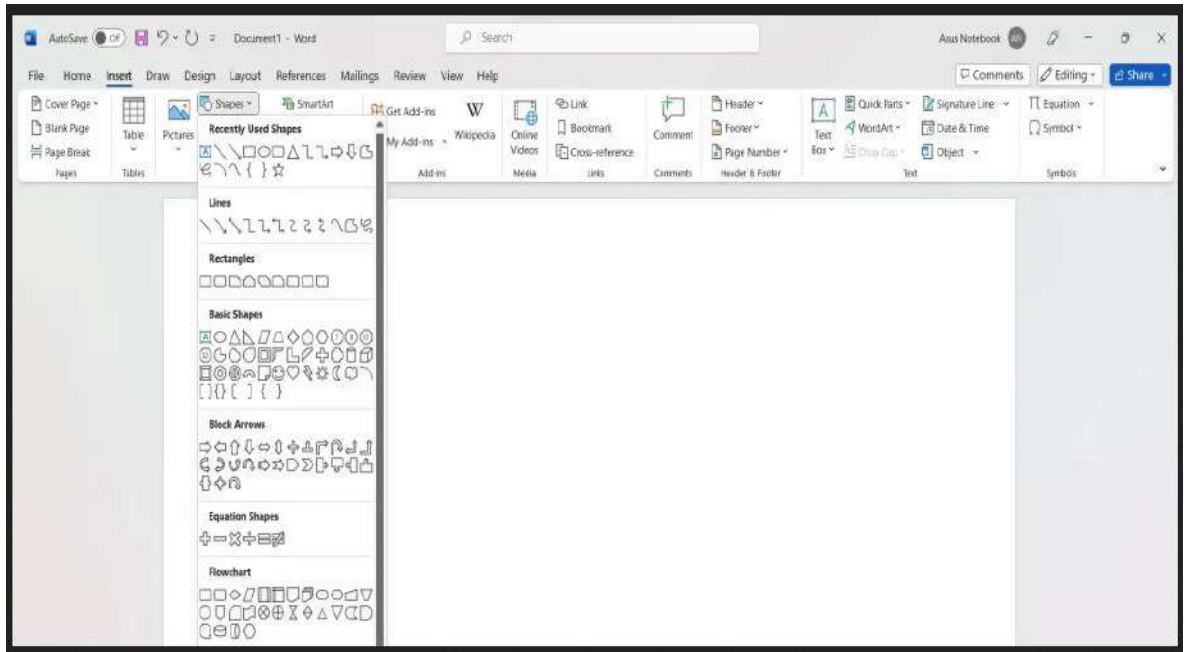 AutoSave Off Document1 - Word Search Asus Notebook AN
File Home Insert Draw Design Layout References Mailings Review View Help Comments Editing Share
Cover Page
Blank Page
Page Break
Pages
Table
Tables
Pictures
Shapes
SmartArt
Recently Used Shapes
Lines
Rectangles
Basic Shapes
Block Arrows
Equation Shapes
Flowchart
Get Add-ins
My Add-ins
Wikipedia
Add-ins
Online
Videos
Media
Link
Bookmark
Cross-reference
Links
Comment
Comments
Header
Footer
Page Number
Header & Footer
Text
Box
Quick Parts
WordArt
Drop Cap
Signature Line
Date & Time
Object
Text
Equation
Symbol
Symbols